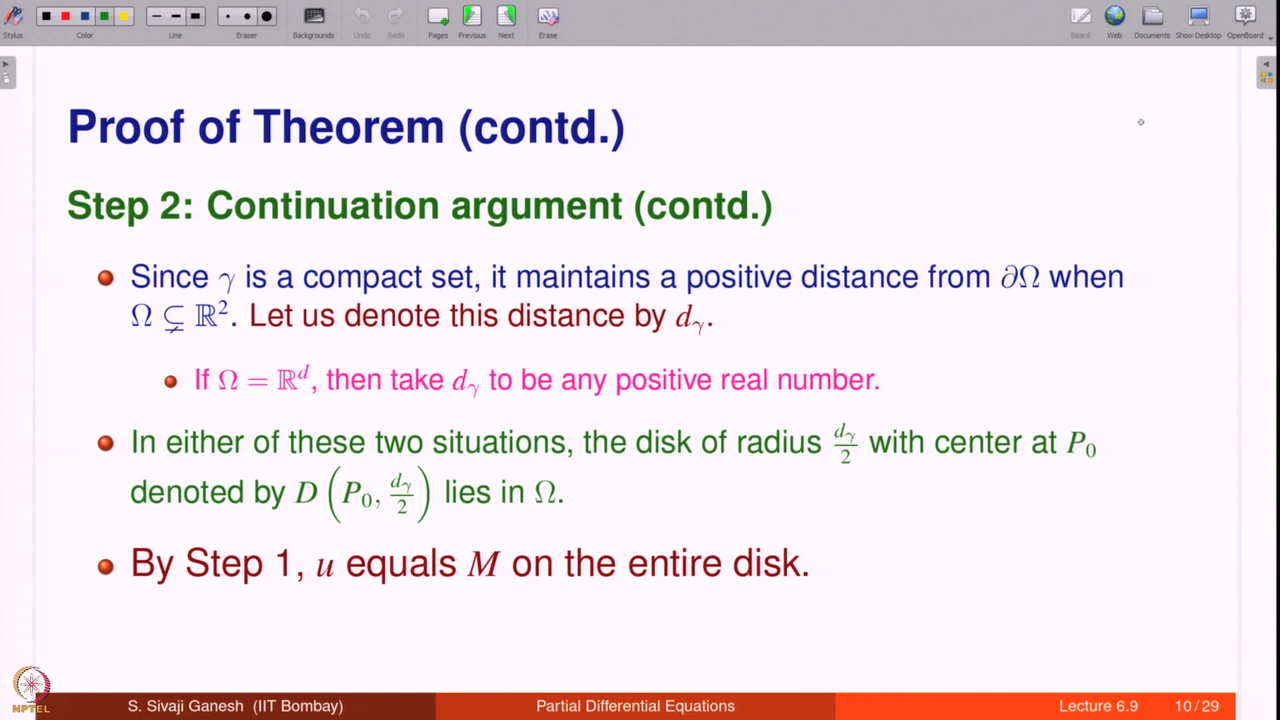 Stylus Color Line Eraser Backgrounds Undo Redo Pages Previous Next Erase Board Web Documents Show Desktop OpenBoard
Proof of Theorem (contd.)
Step 2: Continuation argument (contd.)
Since γ is a compact set, it maintains a positive distance from ∂Ω when
Ω ⊊ ℝ². Let us denote this distance by d_γ.
If Ω = ℝ^d, then take d_γ to be any positive real number.
In either of these two situations, the disk of radius d_γ/2 with center at P₀
denoted by D (P₀, d_γ/2) lies in Ω.
By Step 1, u equals M on the entire disk.
NPTEL
S. Sivaji Ganesh (IIT Bombay) Partial Differential Equations Lecture 6.9 10 / 29